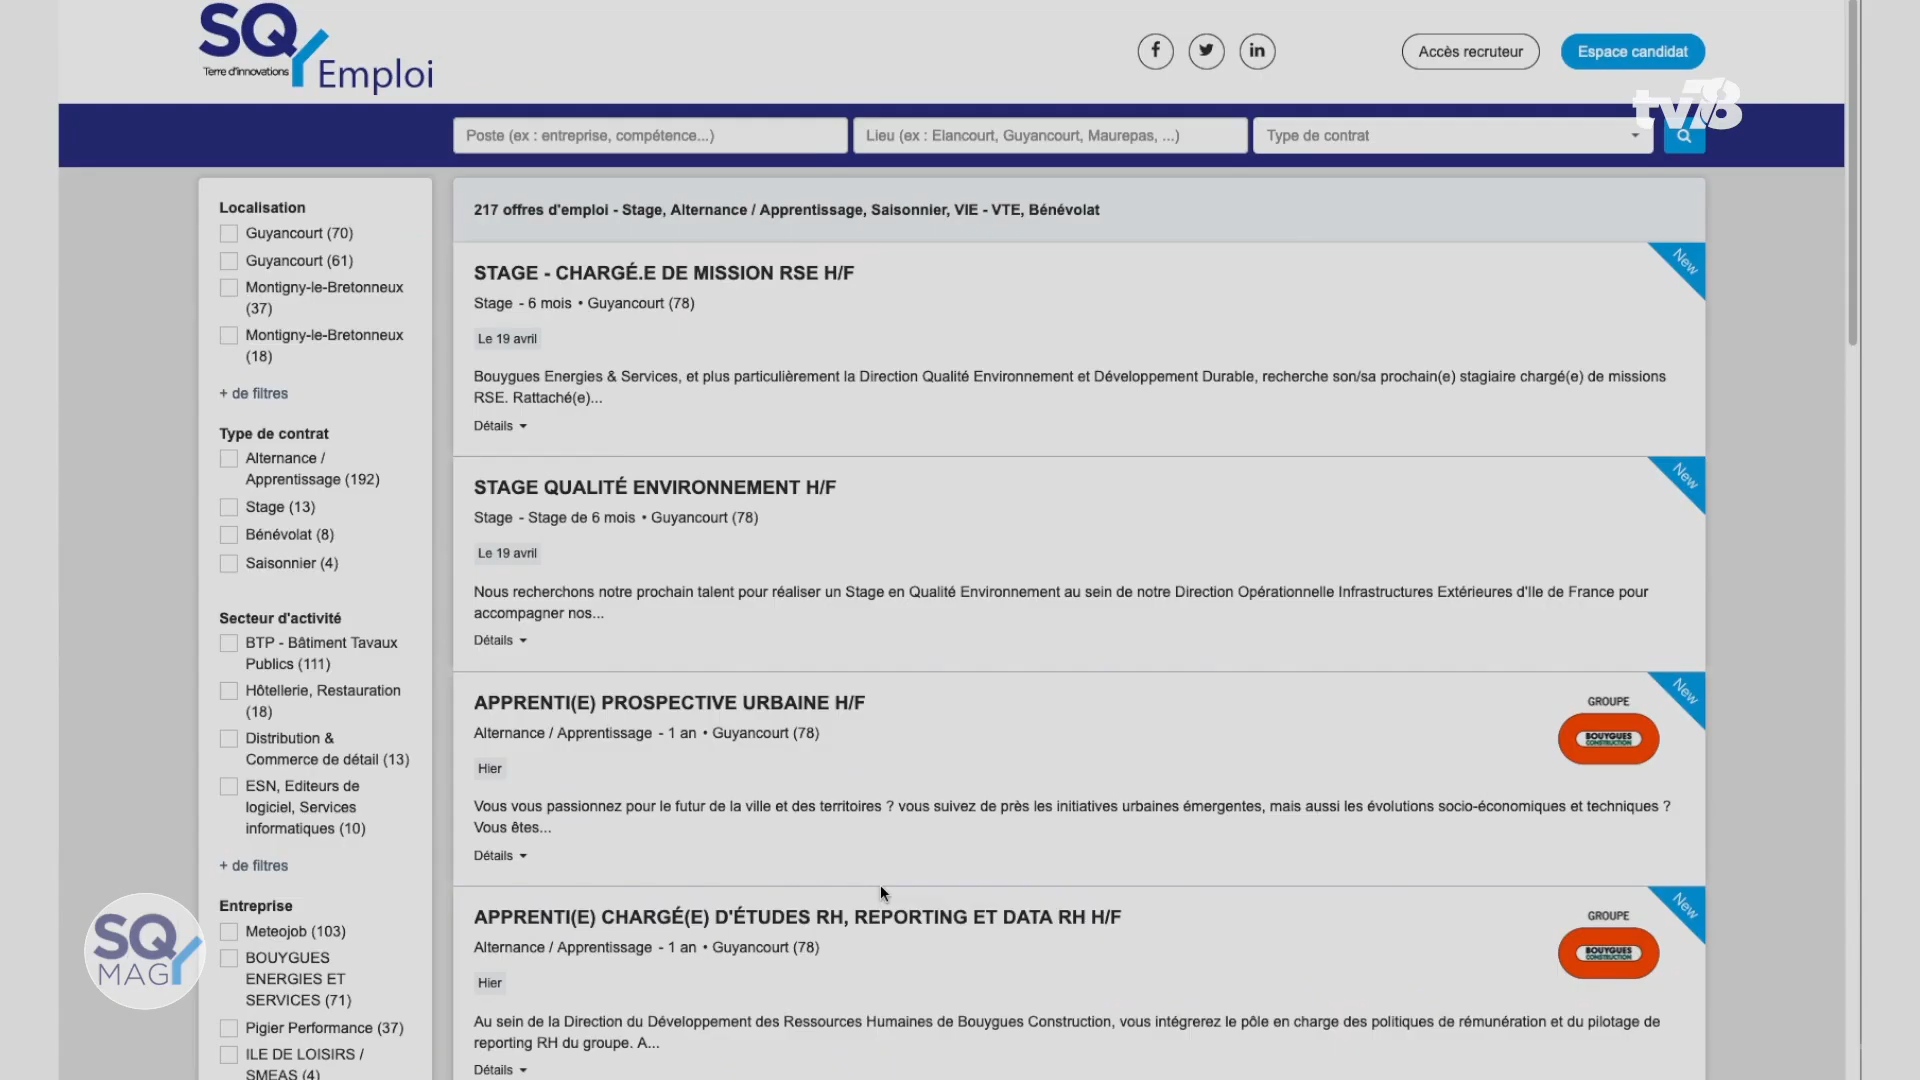 SQY
Terre d'innovations
Emploi
Accès recruteur
Espace candidat
tv78
Poste (ex : entreprise, compétence...)
Lieu (ex : Elancourt, Guyancourt, Maurepas, ...)
Type de contrat
Localisation
Guyancourt (70)
Guyancourt (61)
Montigny-le-Bretonneux
(37)
Montigny-le-Bretonneux
(18)
+ de filtres
Type de contrat
Alternance /
Apprentissage (192)
Stage (13)
Bénévolat (8)
Saisonnier (4)
Secteur d'activité
BTP - Bâtiment Tavaux
Publics (111)
Hôtellerie, Restauration
(18)
Distribution &
Commerce de détail (13)
ESN, Editeurs de
logiciel, Services
informatiques (10)
+ de filtres
Entreprise
Meteojob (103)
BOUYGUES
ENERGIES ET
SERVICES (71)
Pigier Performance (37)
ILE DE LOISIRS /
SMEAS (4)
SQY
MAG
217 offres d'emploi - Stage, Alternance / Apprentissage, Saisonnier, VIE - VTE, Bénévolat
STAGE - CHARGÉ.E DE MISSION RSE H/F
New
Stage - 6 mois • Guyancourt (78)
Le 19 avril
Bouygues Energies & Services, et plus particulièrement la Direction Qualité Environnement et Développement Durable, recherche son/sa prochain(e) stagiaire chargé(e) de missions
RSE. Rattaché(e)...
Détails
STAGE QUALITÉ ENVIRONNEMENT H/F
New
Stage - Stage de 6 mois • Guyancourt (78)
Le 19 avril
Nous recherchons notre prochain talent pour réaliser un Stage en Qualité Environnement au sein de notre Direction Opérationnelle Infrastructures Extérieures d'Ile de France pour
accompagner nos...
Détails
APPRENTI(E) PROSPECTIVE URBAINE H/F
New
GROUPE
BOUYGUES
CONSTRUCTION
Alternance / Apprentissage - 1 an • Guyancourt (78)
Hier
Vous vous passionnez pour le futur de la ville et des territoires ? vous suivez de près les initiatives urbaines émergentes, mais aussi les évolutions socio-économiques et techniques ?
Vous êtes...
Détails
APPRENTI(E) CHARGÉ(E) D'ÉTUDES RH, REPORTING ET DATA RH H/F
New
GROUPE
BOUYGUES
CONSTRUCTION
Alternance / Apprentissage - 1 an • Guyancourt (78)
Hier
Au sein de la Direction du Développement des Ressources Humaines de Bouygues Construction, vous intégrerez le pôle en charge des politiques de rémunération et du pilotage de
reporting RH du groupe. A...
Détails